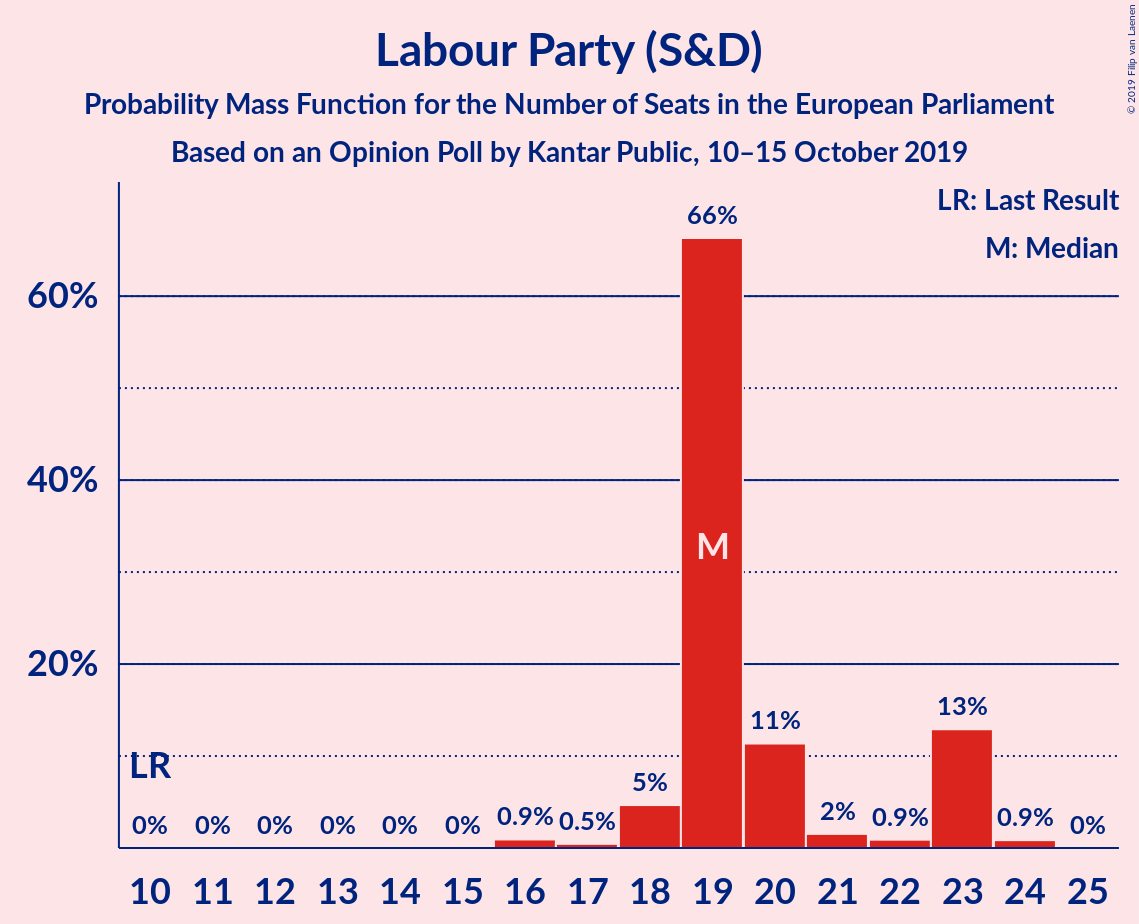 Labour Party (S&D)
Probability Mass Function for the Number of Seats in the European Parliament
Based on an Opinion Poll by Kantar Public, 10–15 October 2019
© 2019 Filip van Laenen
LR: Last Result
M: Median
60%
40%
20%
LR
0% 0% 0% 0% 0% 0% 0.9% 0.5% 5% 66% 11% 2% 0.9% 13% 0.9% 0%
M
10 11 12 13 14 15 16 17 18 19 20 21 22 23 24 25